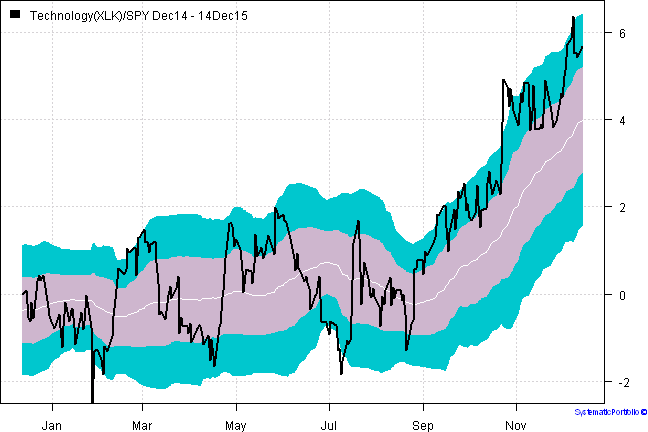 Technology(XLK)/SPY Dec14 - 14Dec15
6
4
2
0
-2
Jan Mar May Jul Sep Nov
SystematicPortfolio ©